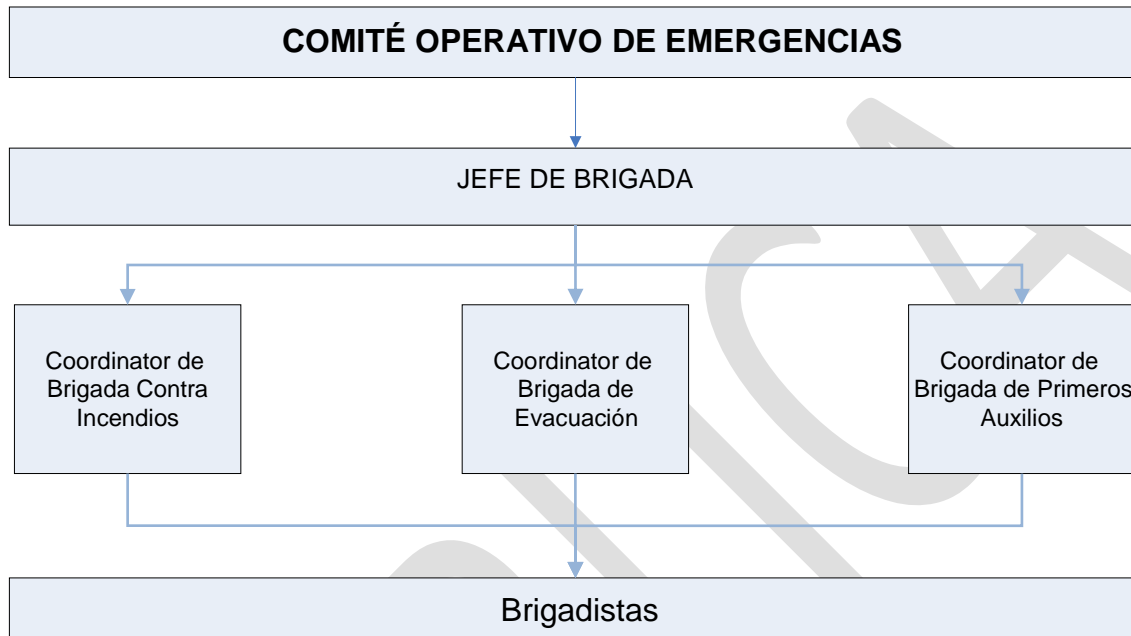 COMITÉ OPERATIVO DE EMERGENCIAS
JEFE DE BRIGADA
Coordinator de
Brigada Contra
Incendios
Coordinator de
Brigada de
Evacuación
Coordinator de
Brigada de Primeros
Auxilios
Brigadistas